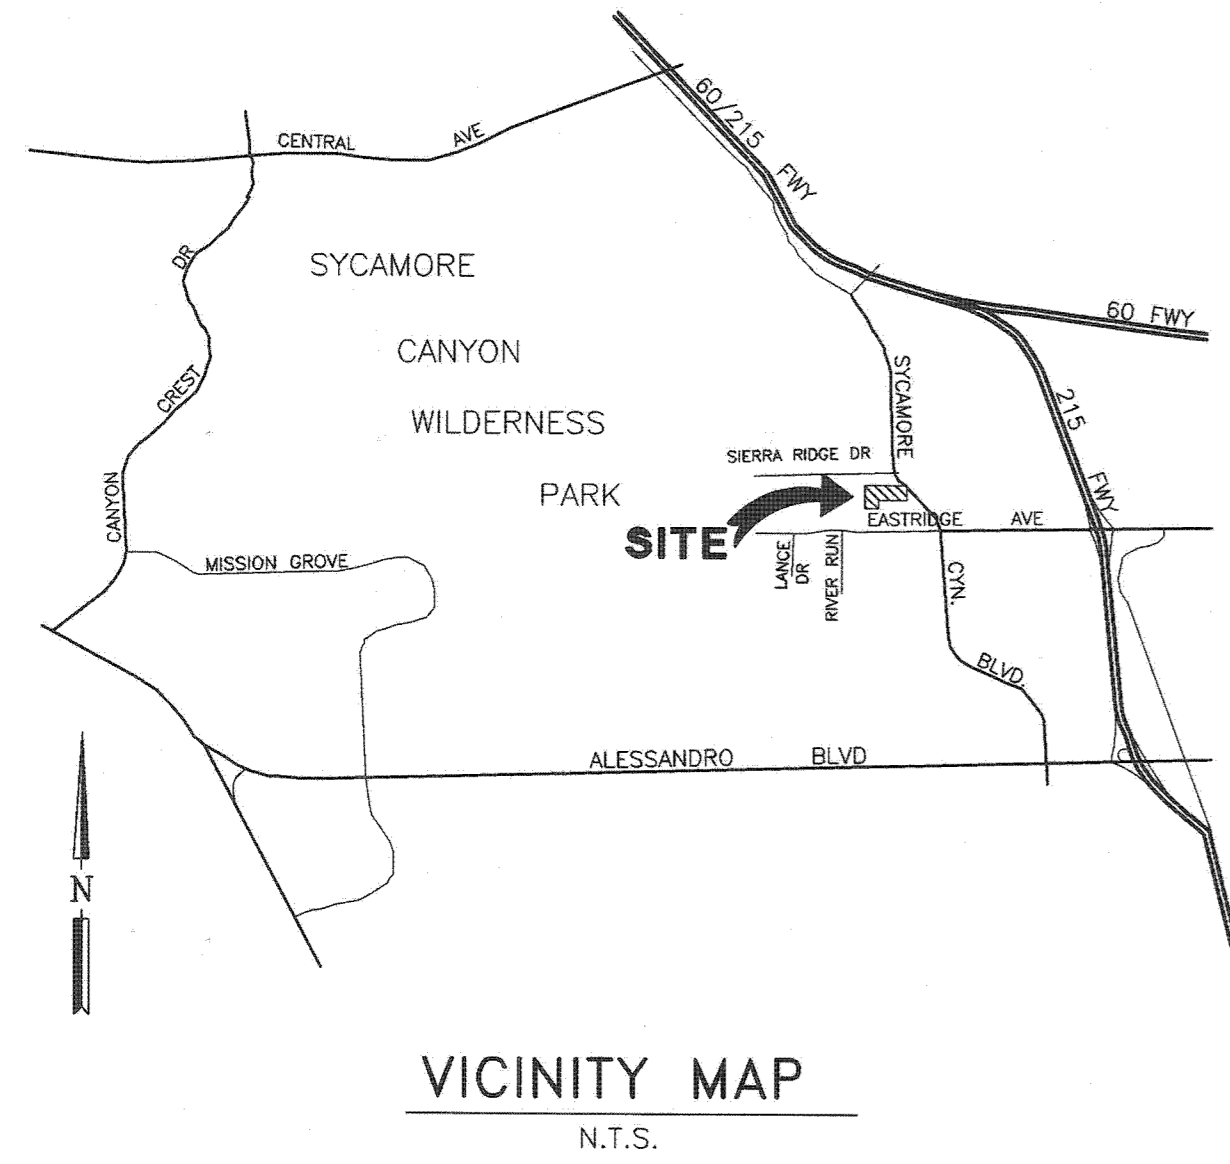 60/215
FWY
CENTRAL AVE
DR
SYCAMORE
60 FWY
CANYON
CREST
SYCAMORE
215
WILDERNESS
SIERRA RIDGE DR
CANYON
PARK
FWY
EASTRIDGE AVE
SITE
MISSION GROVE
LANCE
DR
RIVER RUN
CYN.
BLVD.
ALESSANDRO BLVD
N
VICINITY MAP
N.T.S.